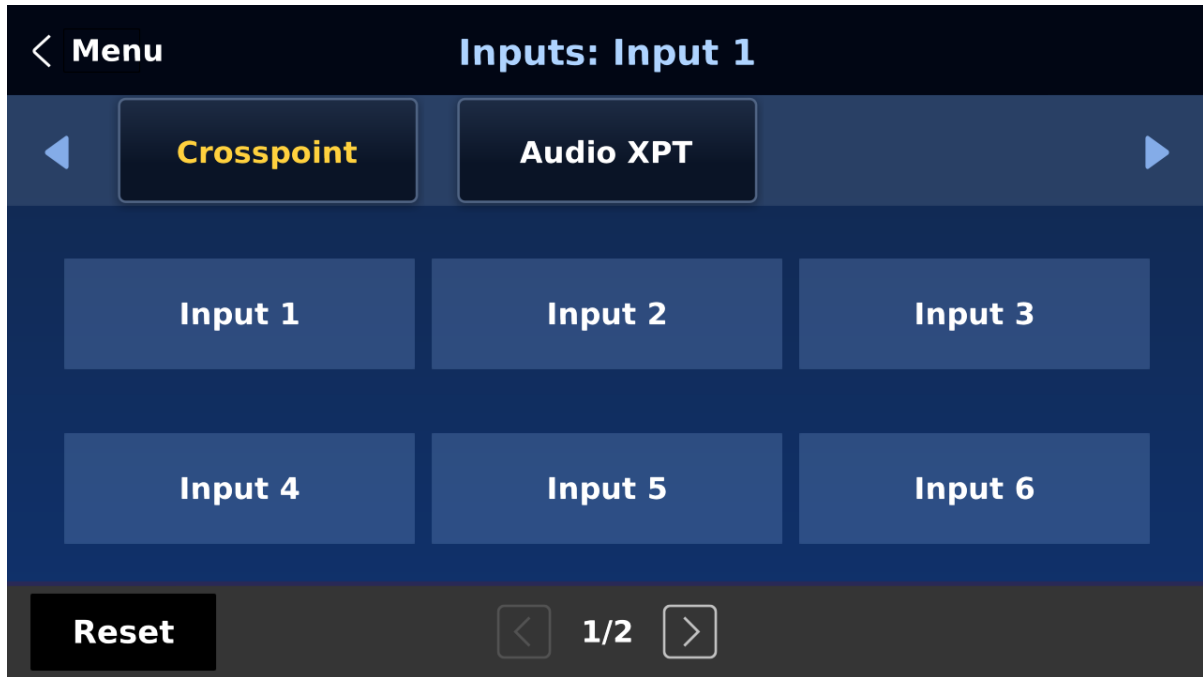 Menu
Inputs: Input 1
Crosspoint
Audio XPT
Input 1
Input 2
Input 3
Input 4
Input 5
Input 6
Reset
1/2